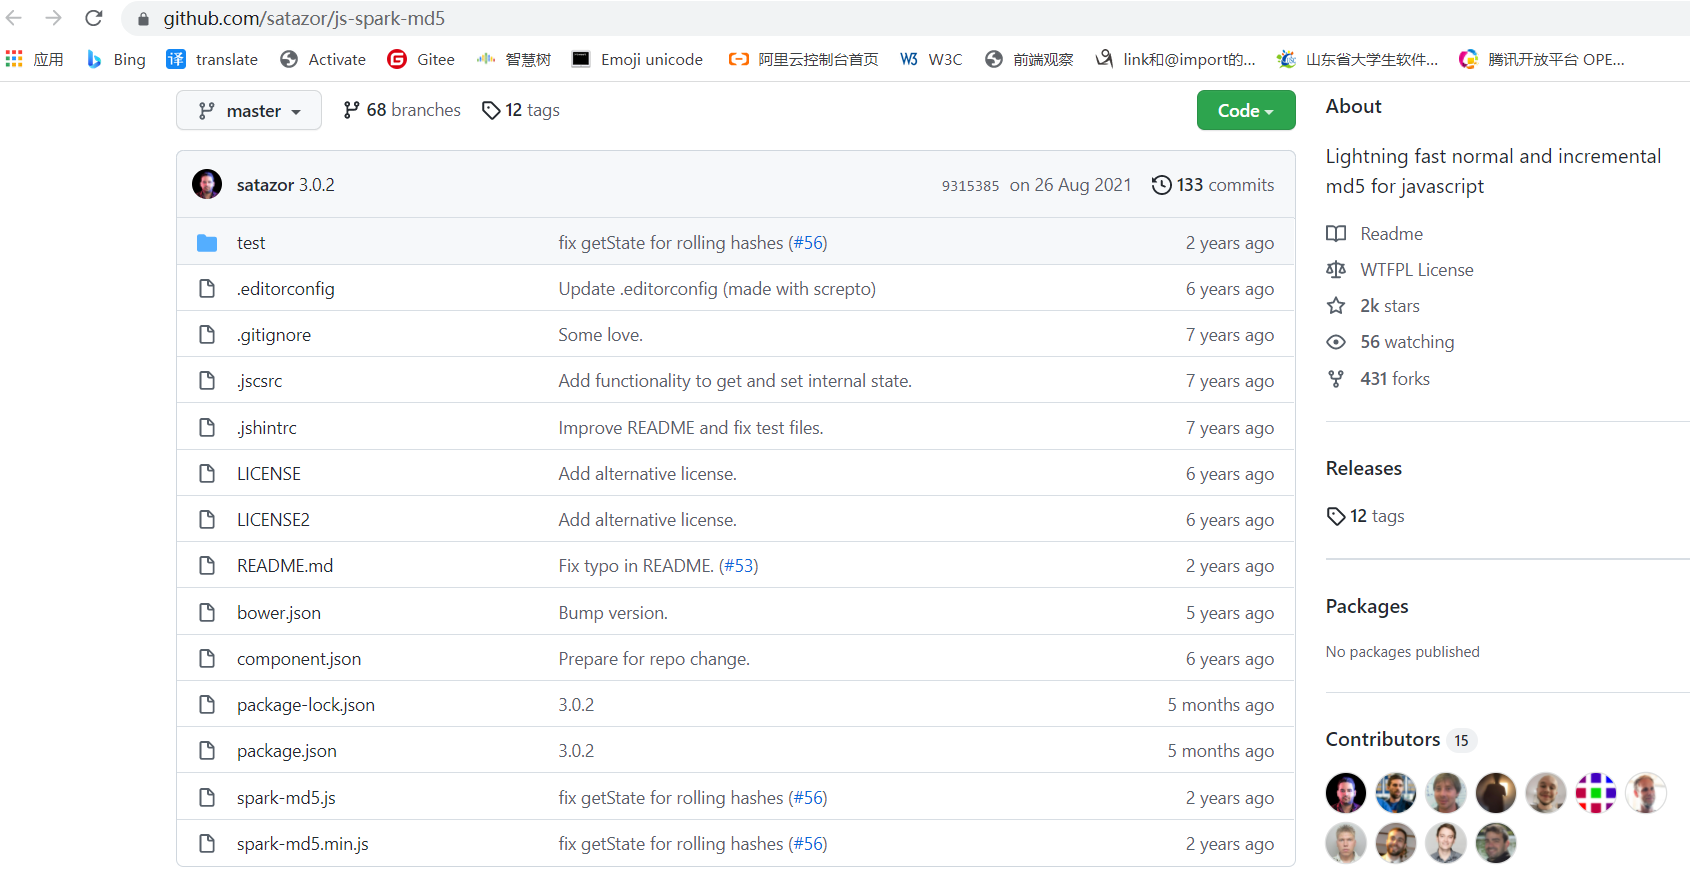 github.com/satazor/js-spark-md5
应用 Bing 译 translate Activate G Gitee 智慧树 Emoji unicode 阿里云控制台首页 W3 W3C 前端观察 link和@import的... 山东省大学生软件... 腾讯开放平台 OPE...
master 68 branches 12 tags Code
satazor 3.0.2 9315385 on 26 Aug 2021 133 commits
test fix getState for rolling hashes (#56) 2 years ago
.editorconfig Update .editorconfig (made with screpto) 6 years ago
.gitignore Some love. 7 years ago
.jscsrc Add functionality to get and set internal state. 7 years ago
.jshintrc Improve README and fix test files. 7 years ago
LICENSE Add alternative license. 6 years ago
LICENSE2 Add alternative license. 6 years ago
README.md Fix typo in README. (#53) 2 years ago
bower.json Bump version. 5 years ago
component.json Prepare for repo change. 6 years ago
package-lock.json 3.0.2 5 months ago
package.json 3.0.2 5 months ago
spark-md5.js fix getState for rolling hashes (#56) 2 years ago
spark-md5.min.js fix getState for rolling hashes (#56) 2 years ago
About
Lightning fast normal and incremental
md5 for javascript
Readme
WTFPL License
2k stars
56 watching
431 forks
Releases
12 tags
Packages
No packages published
Contributors 15